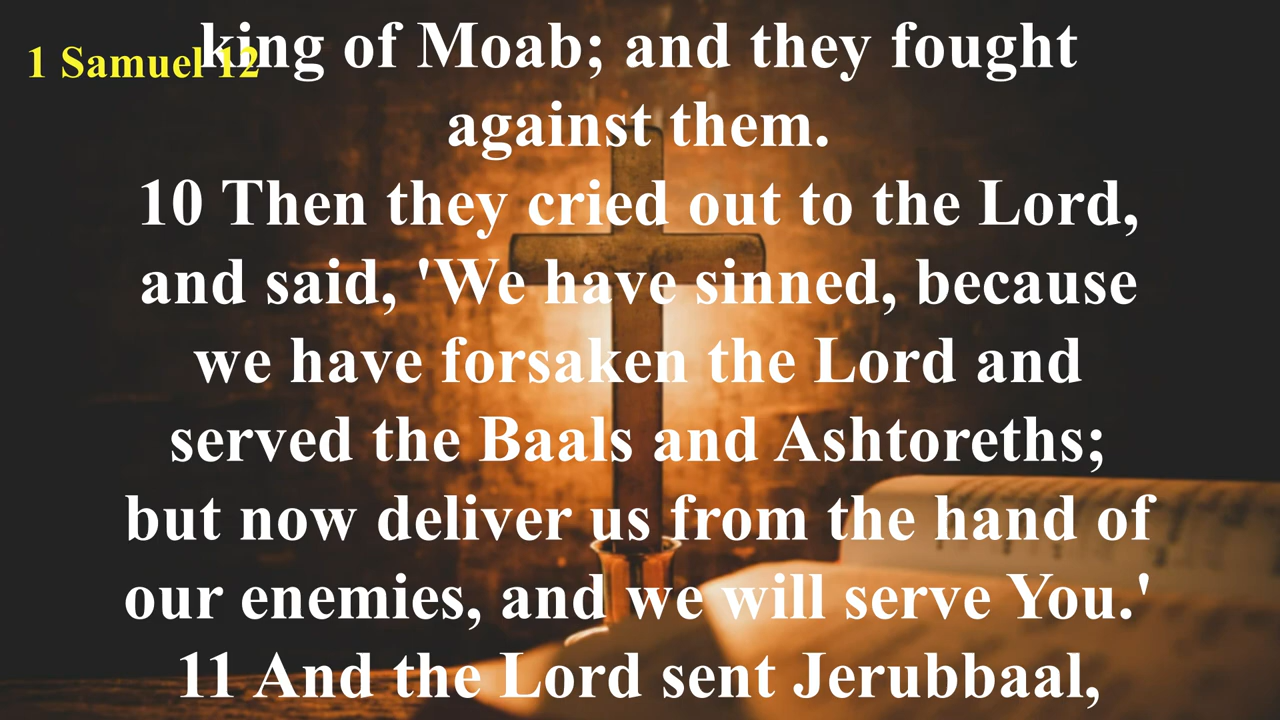 1 Samuel 12
king of Moab; and they fought
against them.
10 Then they cried out to the Lord,
and said, 'We have sinned, because
we have forsaken the Lord and
served the Baals and Ashtoreths;
but now deliver us from the hand of
our enemies, and we will serve You.'
11 And the Lord sent Jerubbaal,